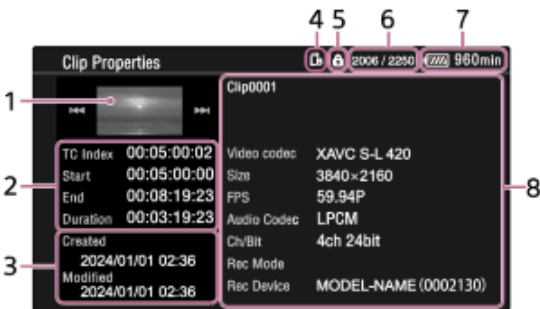 4 5 6 7
Clip Properties 2006 / 2250 960min
1
Clip0001
TC Index 00:05:00:02
Start 00:05:00:00
End 00:08:19:23
Duration 00:03:19:23
2
Created
2024/01/01 02:36
Modified
2024/01/01 02:36
3
Video codec XAVC S-L 420
Size 3840×2160
FPS 59.94P
Audio Codec LPCM
Ch/Bit 4ch 24bit
Rec Mode
Rec Device MODEL-NAME (0002130)
8